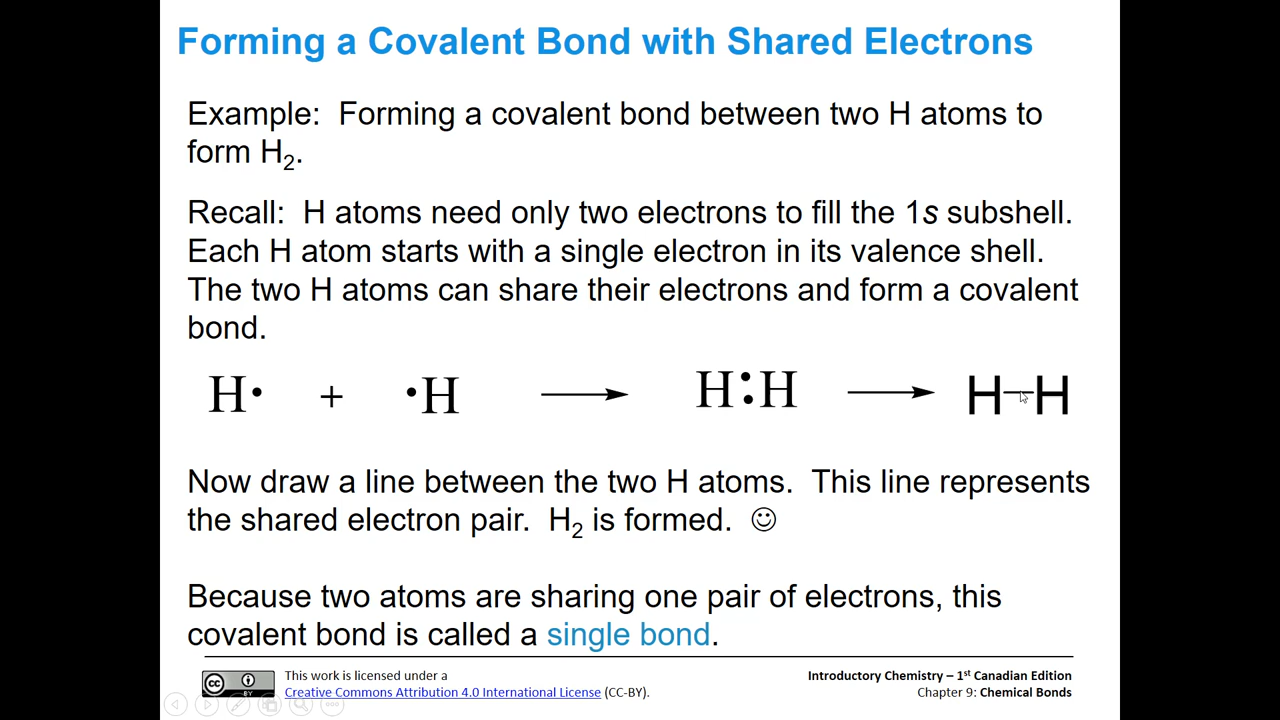 Forming a Covalent Bond with Shared Electrons
Example: Forming a covalent bond between two H atoms to
form H₂.
Recall: H atoms need only two electrons to fill the 1s subshell.
Each H atom starts with a single electron in its valence shell.
The two H atoms can share their electrons and form a covalent
bond.
H· + ·H ⟶ H:H ⟶ H—H
Now draw a line between the two H atoms. This line represents
the shared electron pair. H₂ is formed. ☺
Because two atoms are sharing one pair of electrons, this
covalent bond is called a single bond.
cc BY
This work is licensed under a
Creative Commons Attribution 4.0 International License (CC-BY).
Introductory Chemistry – 1st Canadian Edition
Chapter 9: Chemical Bonds